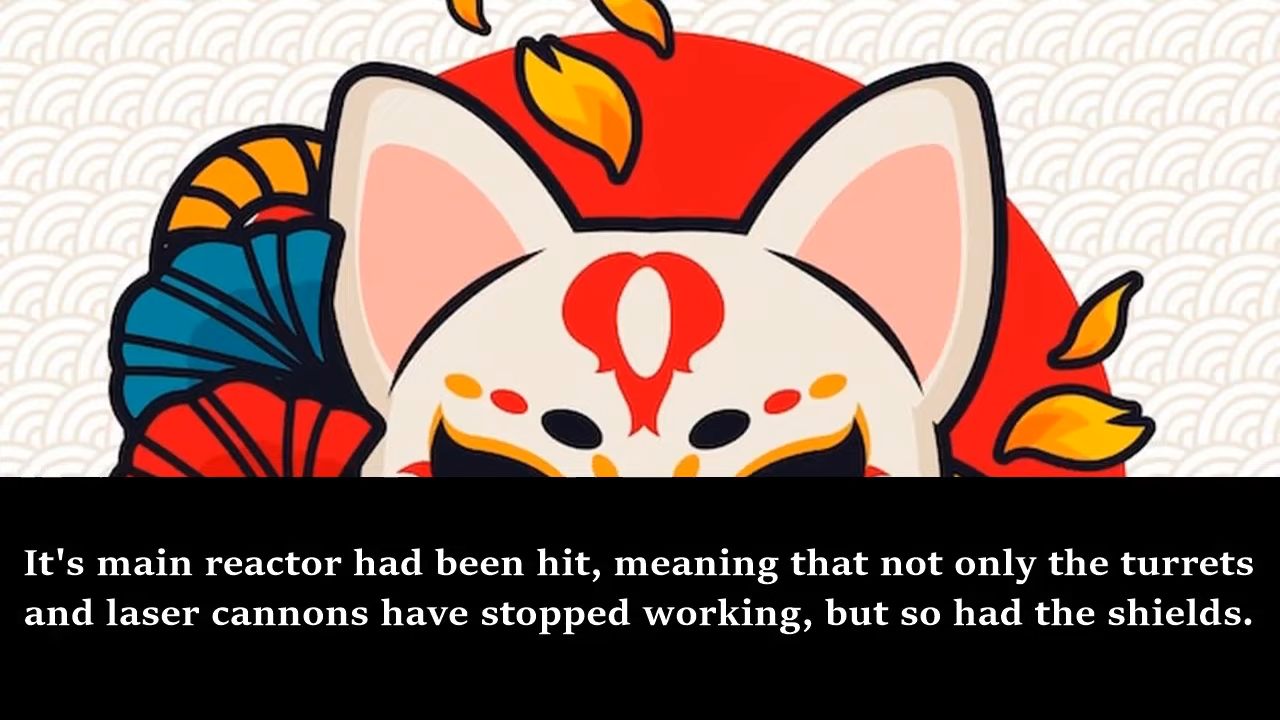 It's main reactor had been hit, meaning that not only the turrets
and laser cannons have stopped working, but so had the shields.